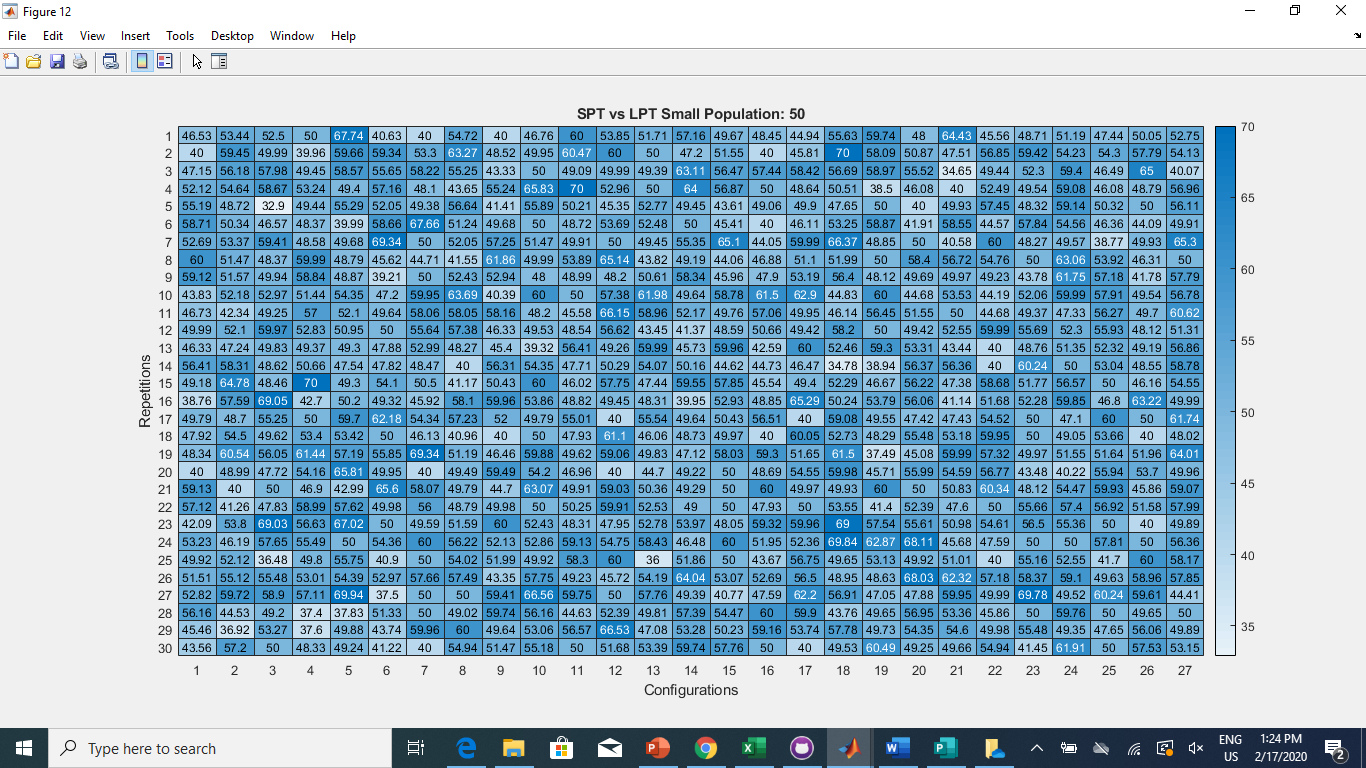 Figure 12
File Edit View Insert Tools Desktop Window Help
SPT vs LPT Small Population: 50
1 46.53 53.44 52.5 50 67.74 40.63 40 54.72 40 46.76 60 53.85 51.71 57.16 49.67 48.45 44.94 55.63 59.74 48 64.43 45.56 48.71 51.19 47.44 50.05 52.75
2 40 59.45 49.99 39.96 59.66 59.34 53.3 63.27 48.52 49.95 60.47 60 50 47.2 51.55 40 45.81 70 58.09 50.87 47.51 56.85 59.42 54.23 54.3 57.79 54.13
3 47.15 56.18 57.98 49.45 58.57 55.65 58.22 55.25 43.33 50 49.09 49.99 49.39 63.11 56.47 57.44 58.42 56.69 58.97 55.52 34.65 49.44 52.3 59.4 46.49 65 40.07
4 52.12 54.64 58.67 53.24 49.4 57.16 48.1 43.65 55.24 65.83 70 52.96 50 64 56.87 50 48.64 50.51 38.5 46.08 40 52.49 49.54 59.08 46.08 48.79 56.96
5 55.19 48.72 32.9 49.44 55.29 52.05 49.38 56.64 41.41 55.89 50.21 45.35 52.77 49.45 43.61 49.06 49.9 47.65 50 40 49.93 57.45 48.32 59.14 50.32 50 56.11
6 58.71 50.34 46.57 48.37 39.99 58.66 67.66 51.24 49.68 50 48.72 53.69 52.48 50 45.41 40 46.11 53.25 58.87 41.91 58.55 44.57 57.84 54.56 46.36 44.09 49.91
7 52.69 53.37 59.41 48.58 49.68 69.34 50 52.05 57.25 51.47 49.91 50 49.45 55.35 65.1 44.05 59.99 66.37 48.85 50 40.58 60 48.27 49.57 38.77 49.93 65.3
8 60 51.47 48.37 59.99 48.79 45.62 44.71 41.55 61.86 49.99 53.89 65.14 43.82 49.19 44.06 46.88 51.1 51.99 50 58.4 56.72 54.76 50 63.06 53.92 46.31 50
9 59.12 51.57 49.94 58.84 48.87 39.21 50 52.43 52.94 48 48.99 48.2 50.61 58.34 45.96 47.9 53.19 56.4 48.12 49.69 49.97 49.23 43.78 61.75 57.18 41.78 57.79
10 43.83 52.18 52.97 51.44 54.35 47.2 59.95 63.69 40.39 60 50 57.38 61.98 49.64 58.78 61.5 62.9 44.83 60 44.68 53.53 44.19 52.06 59.99 57.91 49.54 56.78
11 46.73 42.34 49.25 57 52.1 49.64 58.06 58.05 58.16 48.2 45.58 66.15 58.96 52.17 49.76 57.06 49.95 46.14 56.45 51.55 50 44.68 49.37 47.33 56.27 49.7 60.62
12 49.99 52.1 59.97 52.83 50.95 50 55.64 57.38 46.33 49.53 48.54 56.62 43.45 41.37 48.59 50.66 49.42 58.2 50 49.42 52.55 59.99 55.69 52.3 55.93 48.12 51.31
13 46.33 47.24 49.83 49.37 49.3 47.88 52.99 48.27 45.4 39.32 56.41 49.26 59.99 45.73 59.96 42.59 60 52.46 59.3 53.31 43.44 40 48.76 51.35 52.32 49.19 56.86
14 56.41 58.31 48.62 50.66 47.54 47.82 48.47 40 56.31 54.35 47.71 50.29 54.07 50.16 44.62 44.73 46.47 34.78 38.94 56.37 56.36 40 60.24 50 53.04 48.55 58.78
15 49.18 64.78 48.46 70 49.3 54.1 50.5 41.17 50.43 60 46.02 57.75 47.44 59.55 57.85 45.54 49.4 52.29 46.67 56.22 47.38 58.68 51.77 56.57 50 46.16 54.55
16 38.76 57.59 69.05 42.7 50.2 49.32 45.92 58.1 59.96 53.86 48.82 49.45 48.31 39.95 52.93 48.85 65.29 50.24 53.79 56.06 41.14 51.68 52.28 59.85 46.8 63.22 49.99
17 49.79 48.7 55.25 50 59.7 62.18 54.34 57.23 52 49.79 55.01 40 55.54 49.64 50.43 56.51 40 59.08 49.55 47.42 47.43 54.52 50 47.1 60 50 61.74
18 47.92 54.5 49.62 53.4 53.42 50 46.13 40.96 40 50 47.93 61.1 46.06 48.73 49.97 40 60.05 52.73 48.29 55.48 53.18 59.95 50 49.05 53.66 40 48.02
19 48.34 60.54 56.05 61.44 57.19 55.85 69.34 51.19 46.46 59.88 49.62 59.06 49.83 47.12 58.03 59.3 51.65 61.5 37.49 45.08 59.99 57.32 49.97 51.55 51.64 51.96 64.01
20 40 48.99 47.72 54.16 65.81 49.95 40 49.49 59.49 54.2 46.96 40 44.7 49.22 50 48.69 54.55 59.98 45.71 55.99 54.59 56.77 43.48 40.22 55.94 53.7 49.96
21 59.13 40 50 46.9 42.99 65.6 58.07 49.79 44.7 63.07 49.91 59.03 50.36 49.29 50 60 49.97 49.93 60 50 50.83 60.34 48.12 54.47 59.93 45.86 59.07
22 57.12 41.26 47.83 58.99 57.62 49.98 56 48.79 49.98 50 50.25 59.91 52.53 49 50 47.93 50 53.55 41.4 52.39 47.6 50 55.66 57.4 56.92 51.58 57.99
23 42.09 53.8 69.03 56.63 67.02 50 49.59 51.59 60 52.43 48.31 47.95 52.78 53.97 48.05 59.32 59.96 69 57.54 55.61 50.98 54.61 56.5 55.36 50 40 49.89
24 53.23 46.19 57.65 55.49 50 54.36 60 56.22 52.13 52.86 59.13 54.75 58.43 46.48 60 51.95 52.36 69.84 62.87 68.11 45.68 47.59 50 50 57.81 50 56.36
25 49.92 52.12 36.48 49.8 55.75 40.9 50 54.02 51.99 49.92 58.3 60 36 51.86 50 43.67 56.75 49.65 53.13 49.92 51.01 40 52.16 52.55 41.7 60 58.17
26 51.51 55.12 55.48 53.01 54.39 52.97 57.66 57.49 43.35 57.75 49.23 45.72 54.19 64.04 53.07 52.69 56.5 48.95 48.63 68.03 62.32 57.18 58.37 59.1 49.63 58.96 57.85
27 52.82 59.72 58.9 57.11 69.94 37.5 50 50 59.41 66.56 59.75 50 57.76 49.39 40.77 47.59 62.2 56.91 47.05 47.88 59.95 49.99 69.78 49.52 60.24 59.61 44.41
28 56.16 44.53 49.2 37.4 37.83 51.33 50 49.02 59.74 56.16 44.63 52.39 49.81 57.39 54.47 60 59.9 43.76 49.65 56.95 53.36 45.86 50 59.76 50 49.65 50
29 45.46 36.92 53.27 37.6 49.88 43.74 59.96 60 49.64 53.06 56.57 66.53 47.08 53.28 50.23 59.16 53.74 57.78 49.73 54.35 54.6 49.98 55.48 49.35 47.65 56.06 49.89
30 43.56 57.2 50 48.33 49.24 41.22 40 54.94 51.47 55.18 50 51.68 53.39 59.74 57.76 50 40 49.53 60.49 49.25 49.66 54.94 41.45 61.91 50 57.53 53.15
Repetitions
1 2 3 4 5 6 7 8 9 10 11 12 13 14 15 16 17 18 19 20 21 22 23 24 25 26 27
Configurations
70
65
60
55
50
45
40
35
Type here to search
ENG
US
1:24 PM
2/17/2020
2